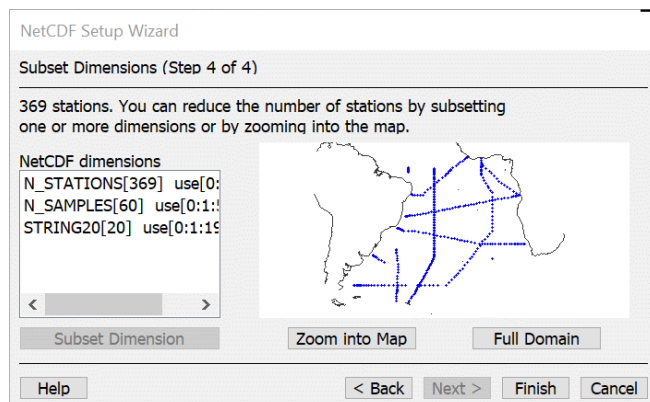 NetCDF Setup Wizard
Subset Dimensions (Step 4 of 4)
369 stations. You can reduce the number of stations by subsetting
one or more dimensions or by zooming into the map.
NetCDF dimensions
N_STATIONS[369] use[0:
N_SAMPLES[60] use[0:1:5
STRING20[20] use[0:1:19
Subset Dimension
Zoom into Map
Full Domain
Help
< Back
Next >
Finish
Cancel